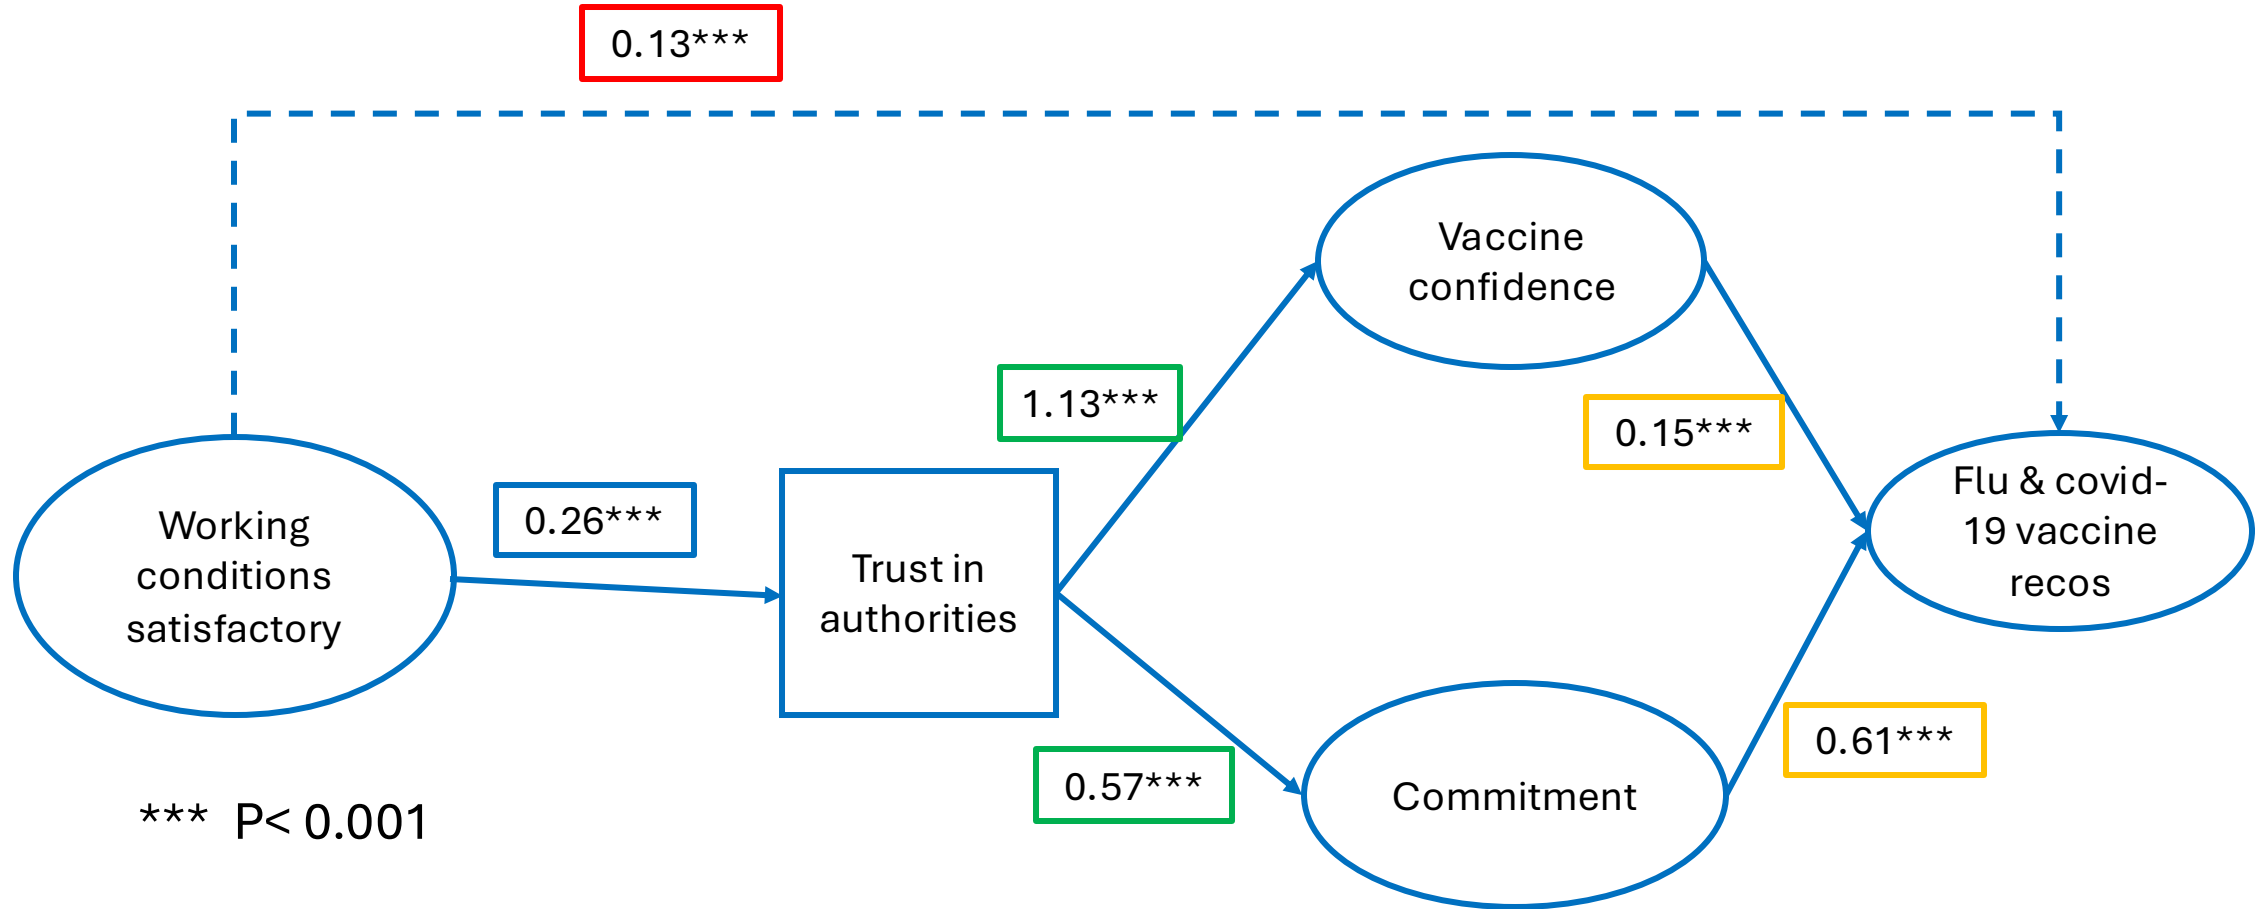 0.13***
Vaccine
confidence
1.13***
0.15***
Flu & covid-
19 vaccine
recos
Working
conditions
satisfactory
0.26***
Trust in
authorities
0.57***
0.61***
Commitment
*** P< 0.001